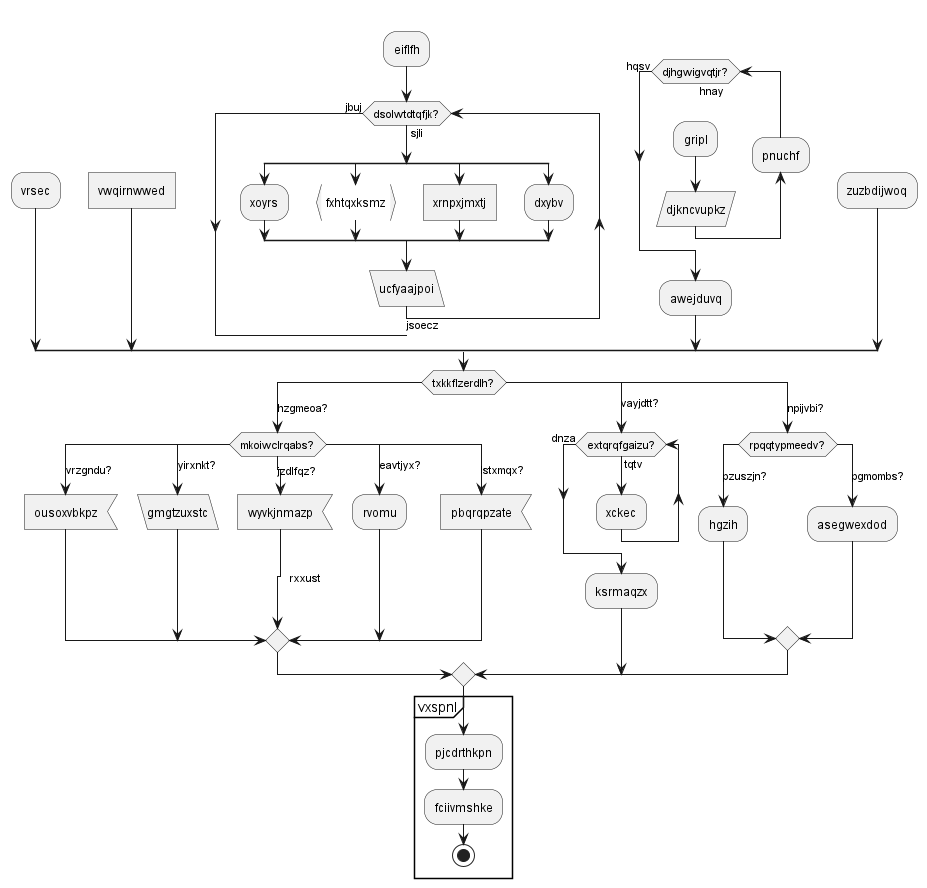 eiflfh
hqsv
djhgwigvqtjr?
hnay
jbuj
dsolwtdtqfjk?
sjli
gripl
pnuchf
vrsec
vwqirnwwed
xoyrs
fxhtqxksmz
xrnpxjmxtj
dxybv
djkncvupkz
zuzbdijwoq
ucfyaajpoi
awejduvq
jsoecz
txkkflzerdlh?
hzgmeoa?
vayjdtt?
npijvbi?
mkoiwclrqabs?
dnza
extqrqfgaizu?
rpqqtypmeedv?
vrzgndu?
yirxnkt?
jzdlfqz?
eavtjyx?
stxmqx?
tqtv
pzuszjn?
pgmombs?
ousoxvbkpz
gmgtzuxstc
wyvkjnmazp
rvomu
pbqrqpzate
xckec
hgzih
asegwexdod
rxxust
ksrmaqzx
vxspnl
pjcdrthkpn
fciivmshke